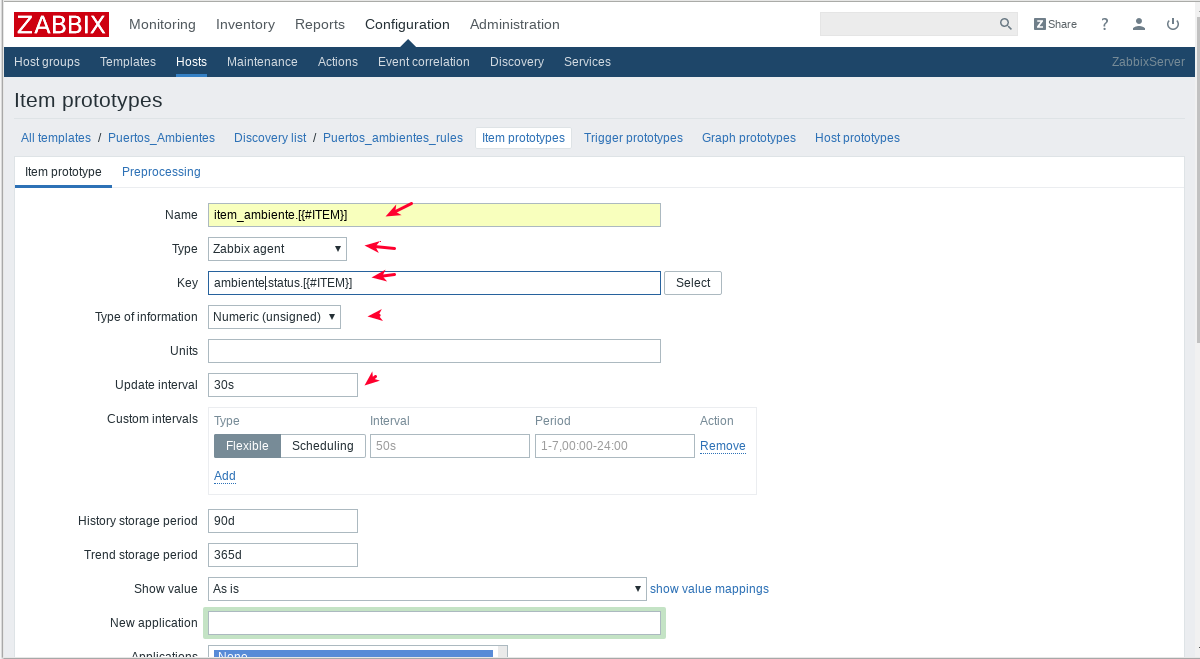 ZABBIX Monitoring Inventory Reports Configuration Administration Z Share ?
Host groups Templates Hosts Maintenance Actions Event correlation Discovery Services ZabbixServer
Item prototypes
All templates / Puertos_Ambientes Discovery list / Puertos_ambientes_rules Item prototypes Trigger prototypes Graph prototypes Host prototypes
Item prototype Preprocessing
Name item_ambiente.[{#ITEM}]
Type Zabbix agent
Key ambiente.status.[{#ITEM}] Select
Type of information Numeric (unsigned)
Units
Update interval 30s
Custom intervals Type Interval Period Action
Flexible Scheduling 50s 1-7,00:00-24:00 Remove
Add
History storage period 90d
Trend storage period 365d
Show value As is show value mappings
New application
Applications None